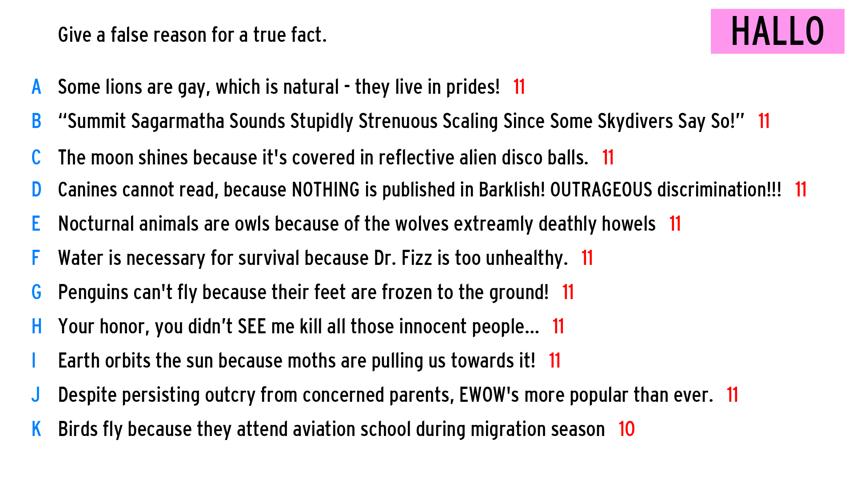 Give a false reason for a true fact.
HALLO
A Some lions are gay, which is natural - they live in prides! 11
B “Summit Sagarmatha Sounds Stupidly Strenuous Scaling Since Some Skydivers Say So!” 11
C The moon shines because it's covered in reflective alien disco balls. 11
D Canines cannot read, because NOTHING is published in Barklish! OUTRAGEOUS discrimination!!! 11
E Nocturnal animals are owls because of the wolves extreamly deathly howels 11
F Water is necessary for survival because Dr. Fizz is too unhealthy. 11
G Penguins can't fly because their feet are frozen to the ground! 11
H Your honor, you didn’t SEE me kill all those innocent people... 11
I Earth orbits the sun because moths are pulling us towards it! 11
J Despite persisting outcry from concerned parents, EWOW's more popular than ever. 11
K Birds fly because they attend aviation school during migration season 10